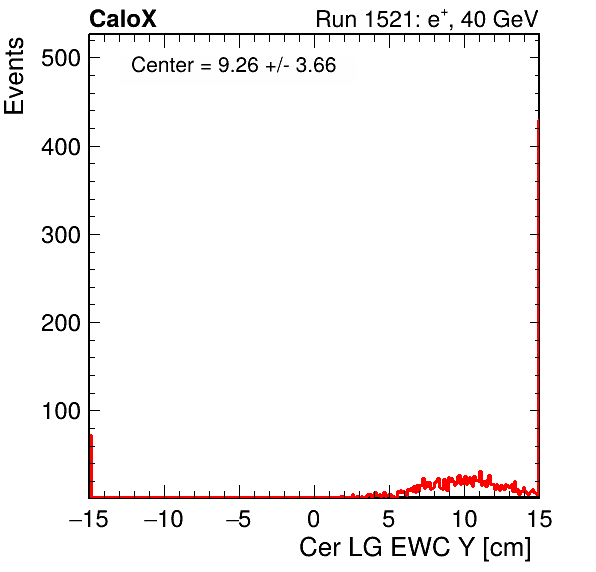 CaloX
Run 1521: e+, 40 GeV
Events
Center = 9.26 +/- 3.66
500
400
300
200
100
−15
−10
−5
0
5
10
15
Cer LG EWC Y [cm]